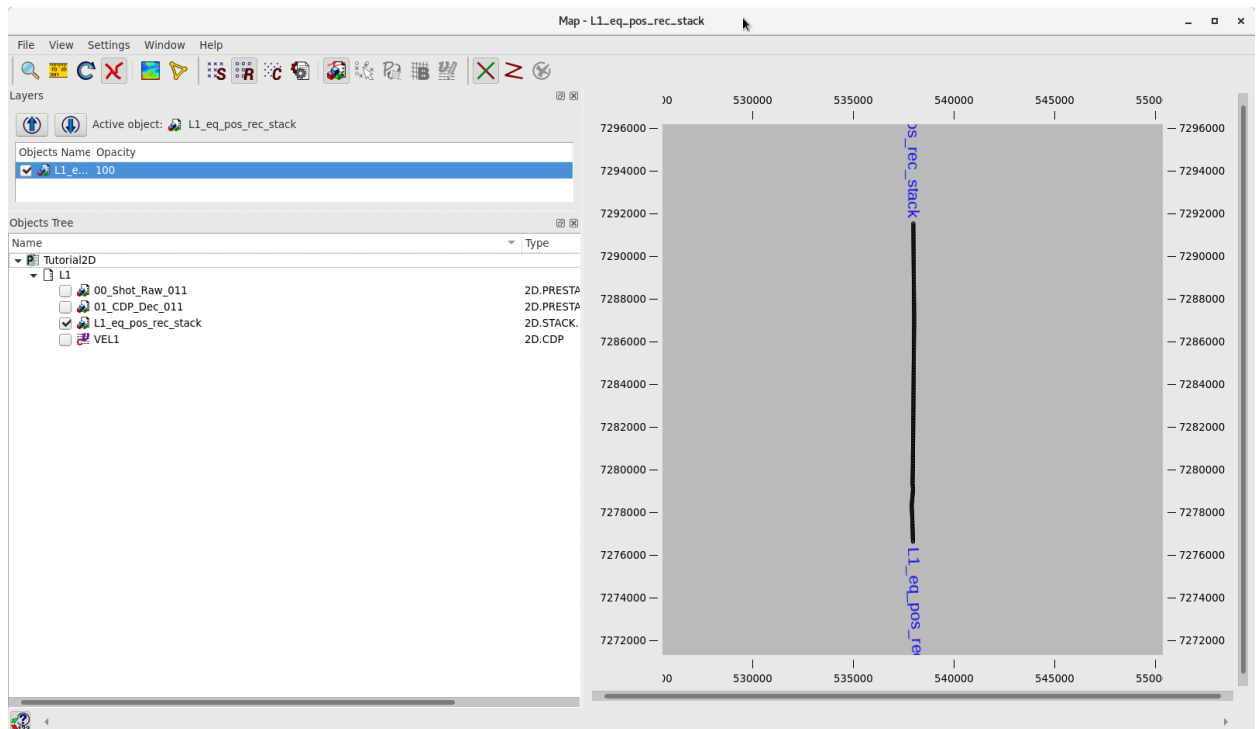 Map - L1_eq_pos_rec_stack
File View Settings Window Help
Layers
Active object: L1_eq_pos_rec_stack
Objects Name Opacity
L1_e... 100
Objects Tree
Name Type
Tutorial2D
L1
00_Shot_Raw_011 2D.PRESTA
01_CDP_Dec_011 2D.PRESTA
L1_eq_pos_rec_stack 2D.STACK.
VEL1 2D.CDP
00 530000 535000 540000 545000 5500
7296000 7296000
7294000 7294000
7292000 7292000
7290000 7290000
7288000 7288000
7286000 7286000
7284000 7284000
7282000 7282000
7280000 7280000
7278000 7278000
7276000 7276000
7274000 7274000
7272000 7272000
os_rec_stack
L1_eq_pos_re
00 530000 535000 540000 545000 5500